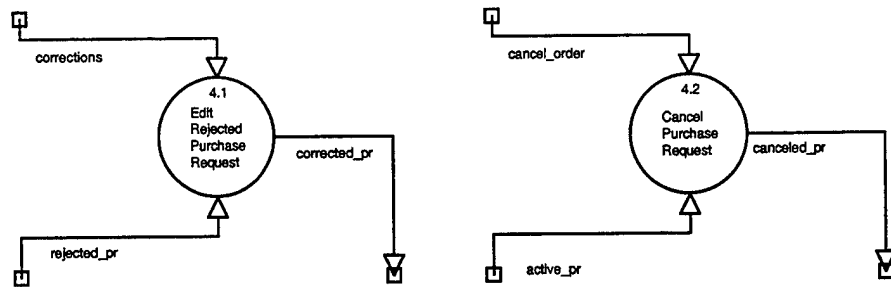 corrections
4.1
Edit
Rejected
Purchase
Request
corrected_pr
rejected_pr
cancel_order
4.2
Cancel
Purchase
Request
canceled_pr
active_pr